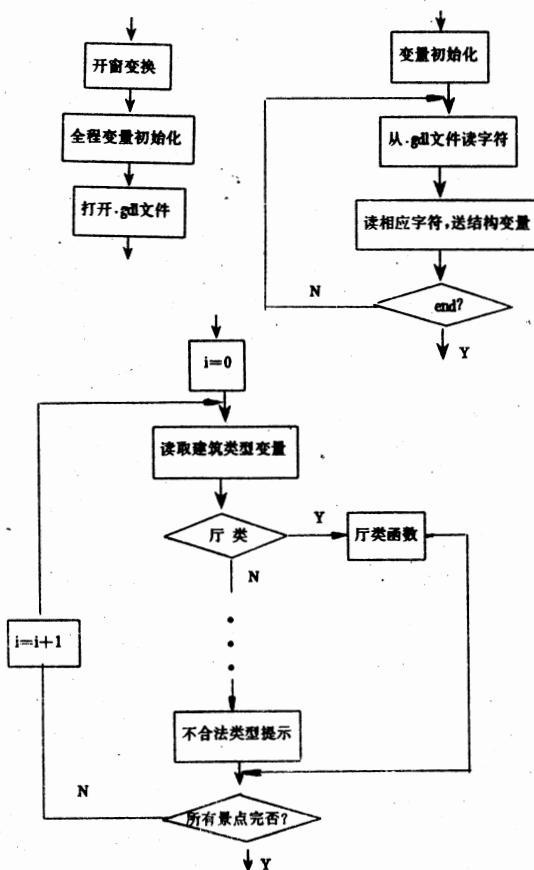 开窗变换
全程变量初始化
打开.gdl文件
变量初始化
从.gdl文件读字符
读相应字符,送结构变量
end?
N
Y
i=0
读取建筑类型变量
厅 类
Y
厅类函数
N
i=i+1
不合法类型提示
N
所有景点完否?
Y